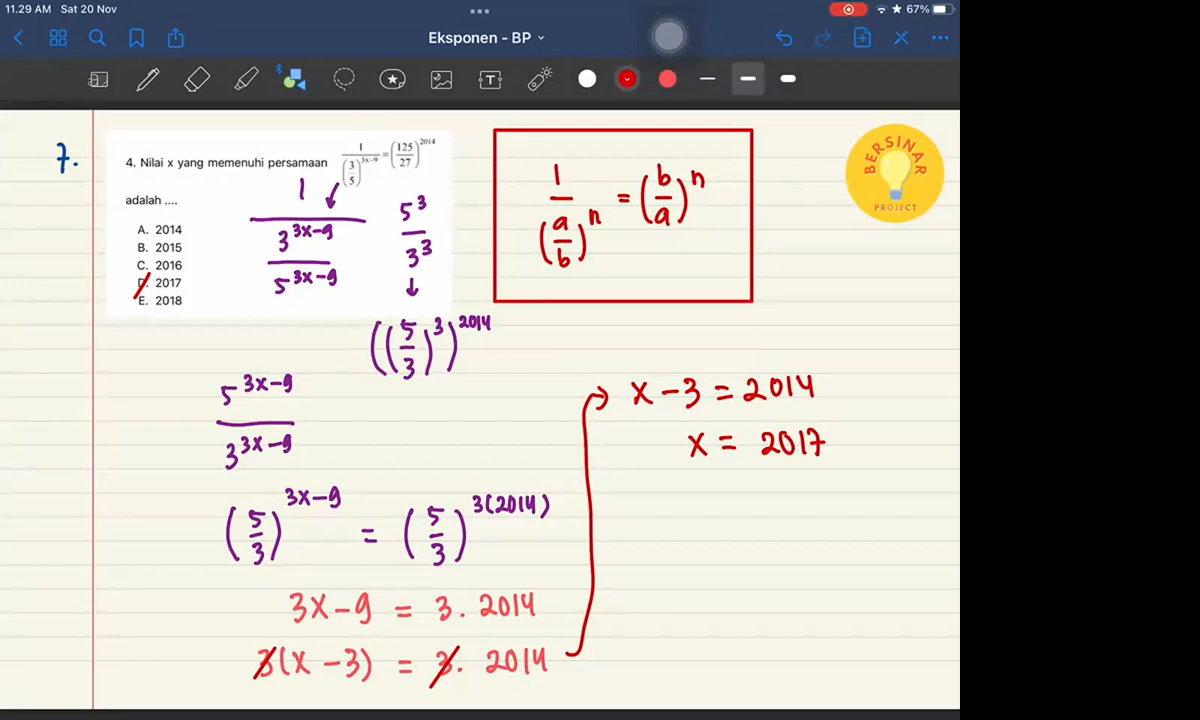 11.29 AM Sat 20 Nov
67%
Eksponen - BP
7.
4. Nilai x yang memenuhi persamaan 1/(3/5)^(3x-9) = (125/27)^2014
adalah ....
A. 2014
B. 2015
C. 2016
D. 2017
E. 2018
1/(3^(3x-9)/5^(3x-9))
5^3/3^3
((5/3)^3)^2014
1/(a/b)^n = (b/a)^n
BERSINAR
PROJECT
5^(3x-9)/3^(3x-9)
(5/3)^(3x-9) = (5/3)^(3(2014))
3x-9 = 3. 2014
3(x-3) = 3. 2014
x-3 = 2014
x = 2017